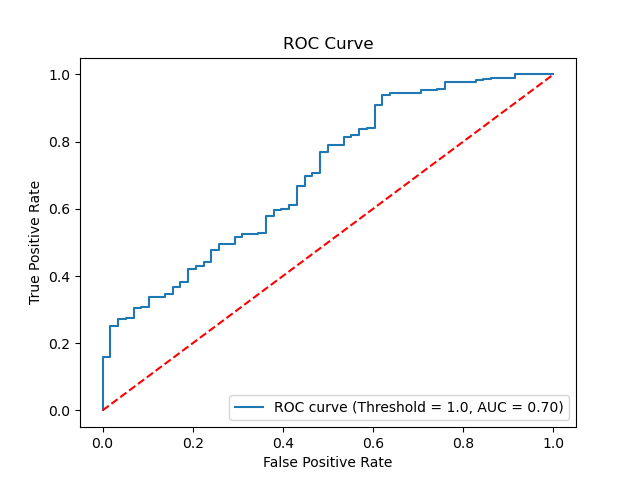 ROC Curve
True Positive Rate
1.0
0.8
0.6
0.4
0.2
0.0
ROC curve (Threshold = 1.0, AUC = 0.70)
0.0 0.2 0.4 0.6 0.8 1.0
False Positive Rate